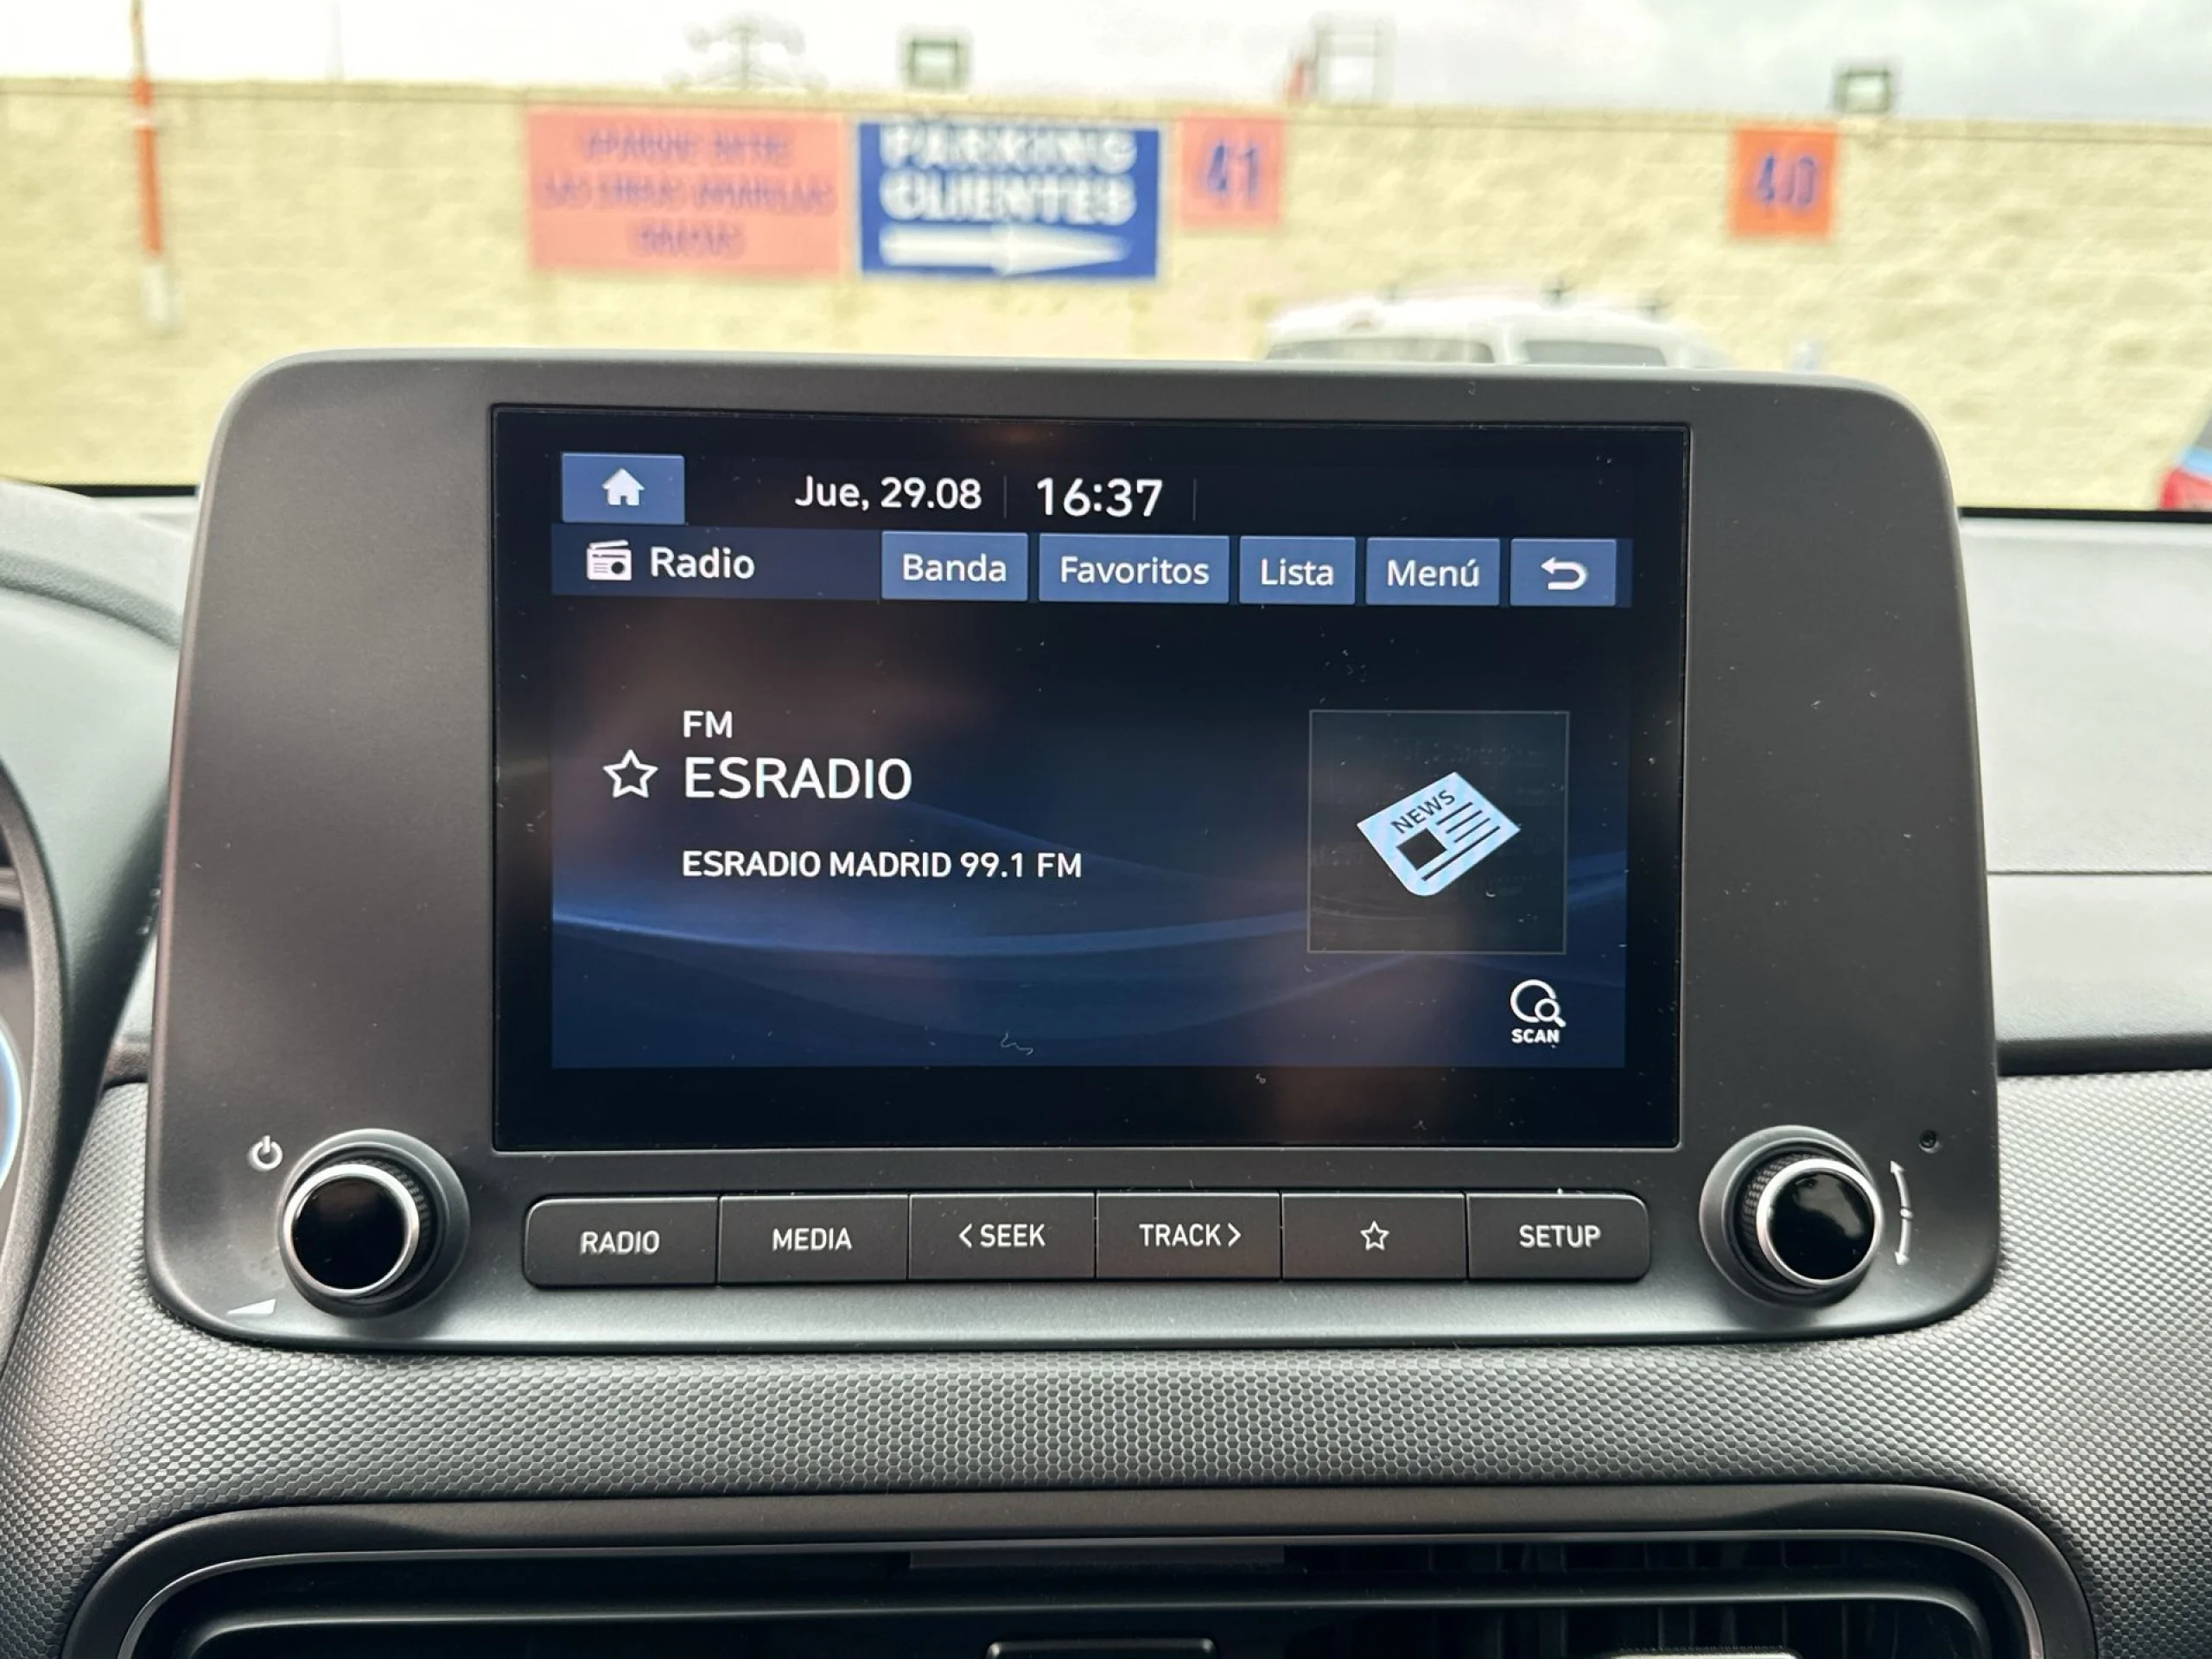 PARKING
CLIENTES
41
40
Jue, 29.08
16:37
Radio
Banda
Favoritos
Lista
Menú
FM
ESRADIO
ESRADIO MADRID 99.1 FM
NEWS
SCAN
RADIO
MEDIA
<SEEK
TRACK>
SETUP